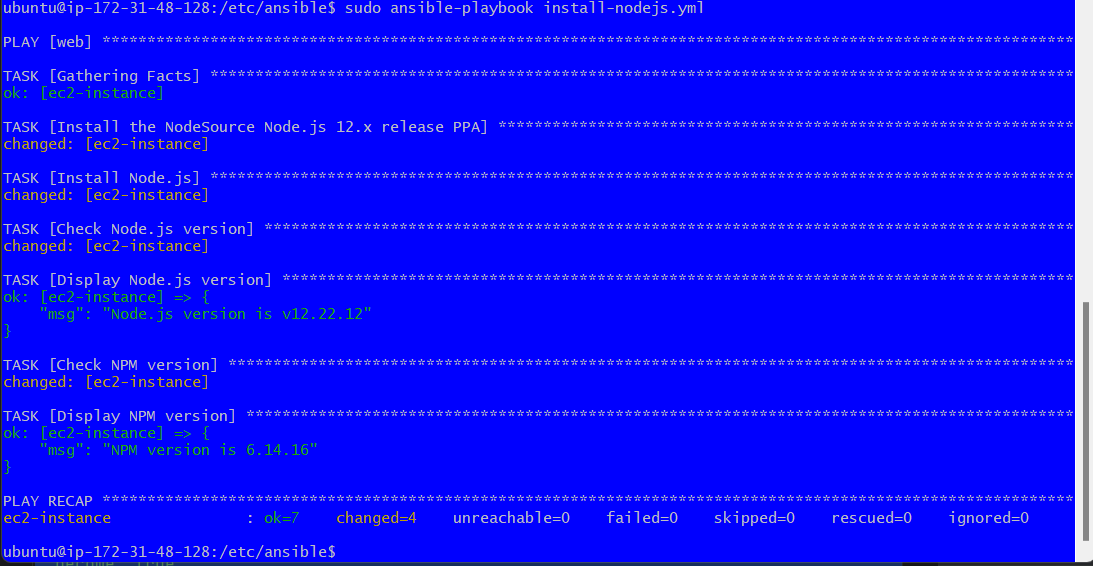 ubuntu@ip-172-31-48-128:/etc/ansible$ sudo ansible-playbook install-nodejs.yml
PLAY [web] ************************************************************************************************************
TASK [Gathering Facts] ************************************************************************************************
ok: [ec2-instance]
TASK [Install the NodeSource Node.js 12.x release PPA] ****************************************************************
changed: [ec2-instance]
TASK [Install Node.js] ************************************************************************************************
changed: [ec2-instance]
TASK [Check Node.js version] ******************************************************************************************
changed: [ec2-instance]
TASK [Display Node.js version] ****************************************************************************************
ok: [ec2-instance] => {
    "msg": "Node.js version is v12.22.12"
}
TASK [Check NPM version] **********************************************************************************************
changed: [ec2-instance]
TASK [Display NPM version] ********************************************************************************************
ok: [ec2-instance] => {
    "msg": "NPM version is 6.14.16"
}
PLAY RECAP ************************************************************************************************************
ec2-instance               : ok=7    changed=4    unreachable=0    failed=0    skipped=0    rescued=0    ignored=0
ubuntu@ip-172-31-48-128:/etc/ansible$